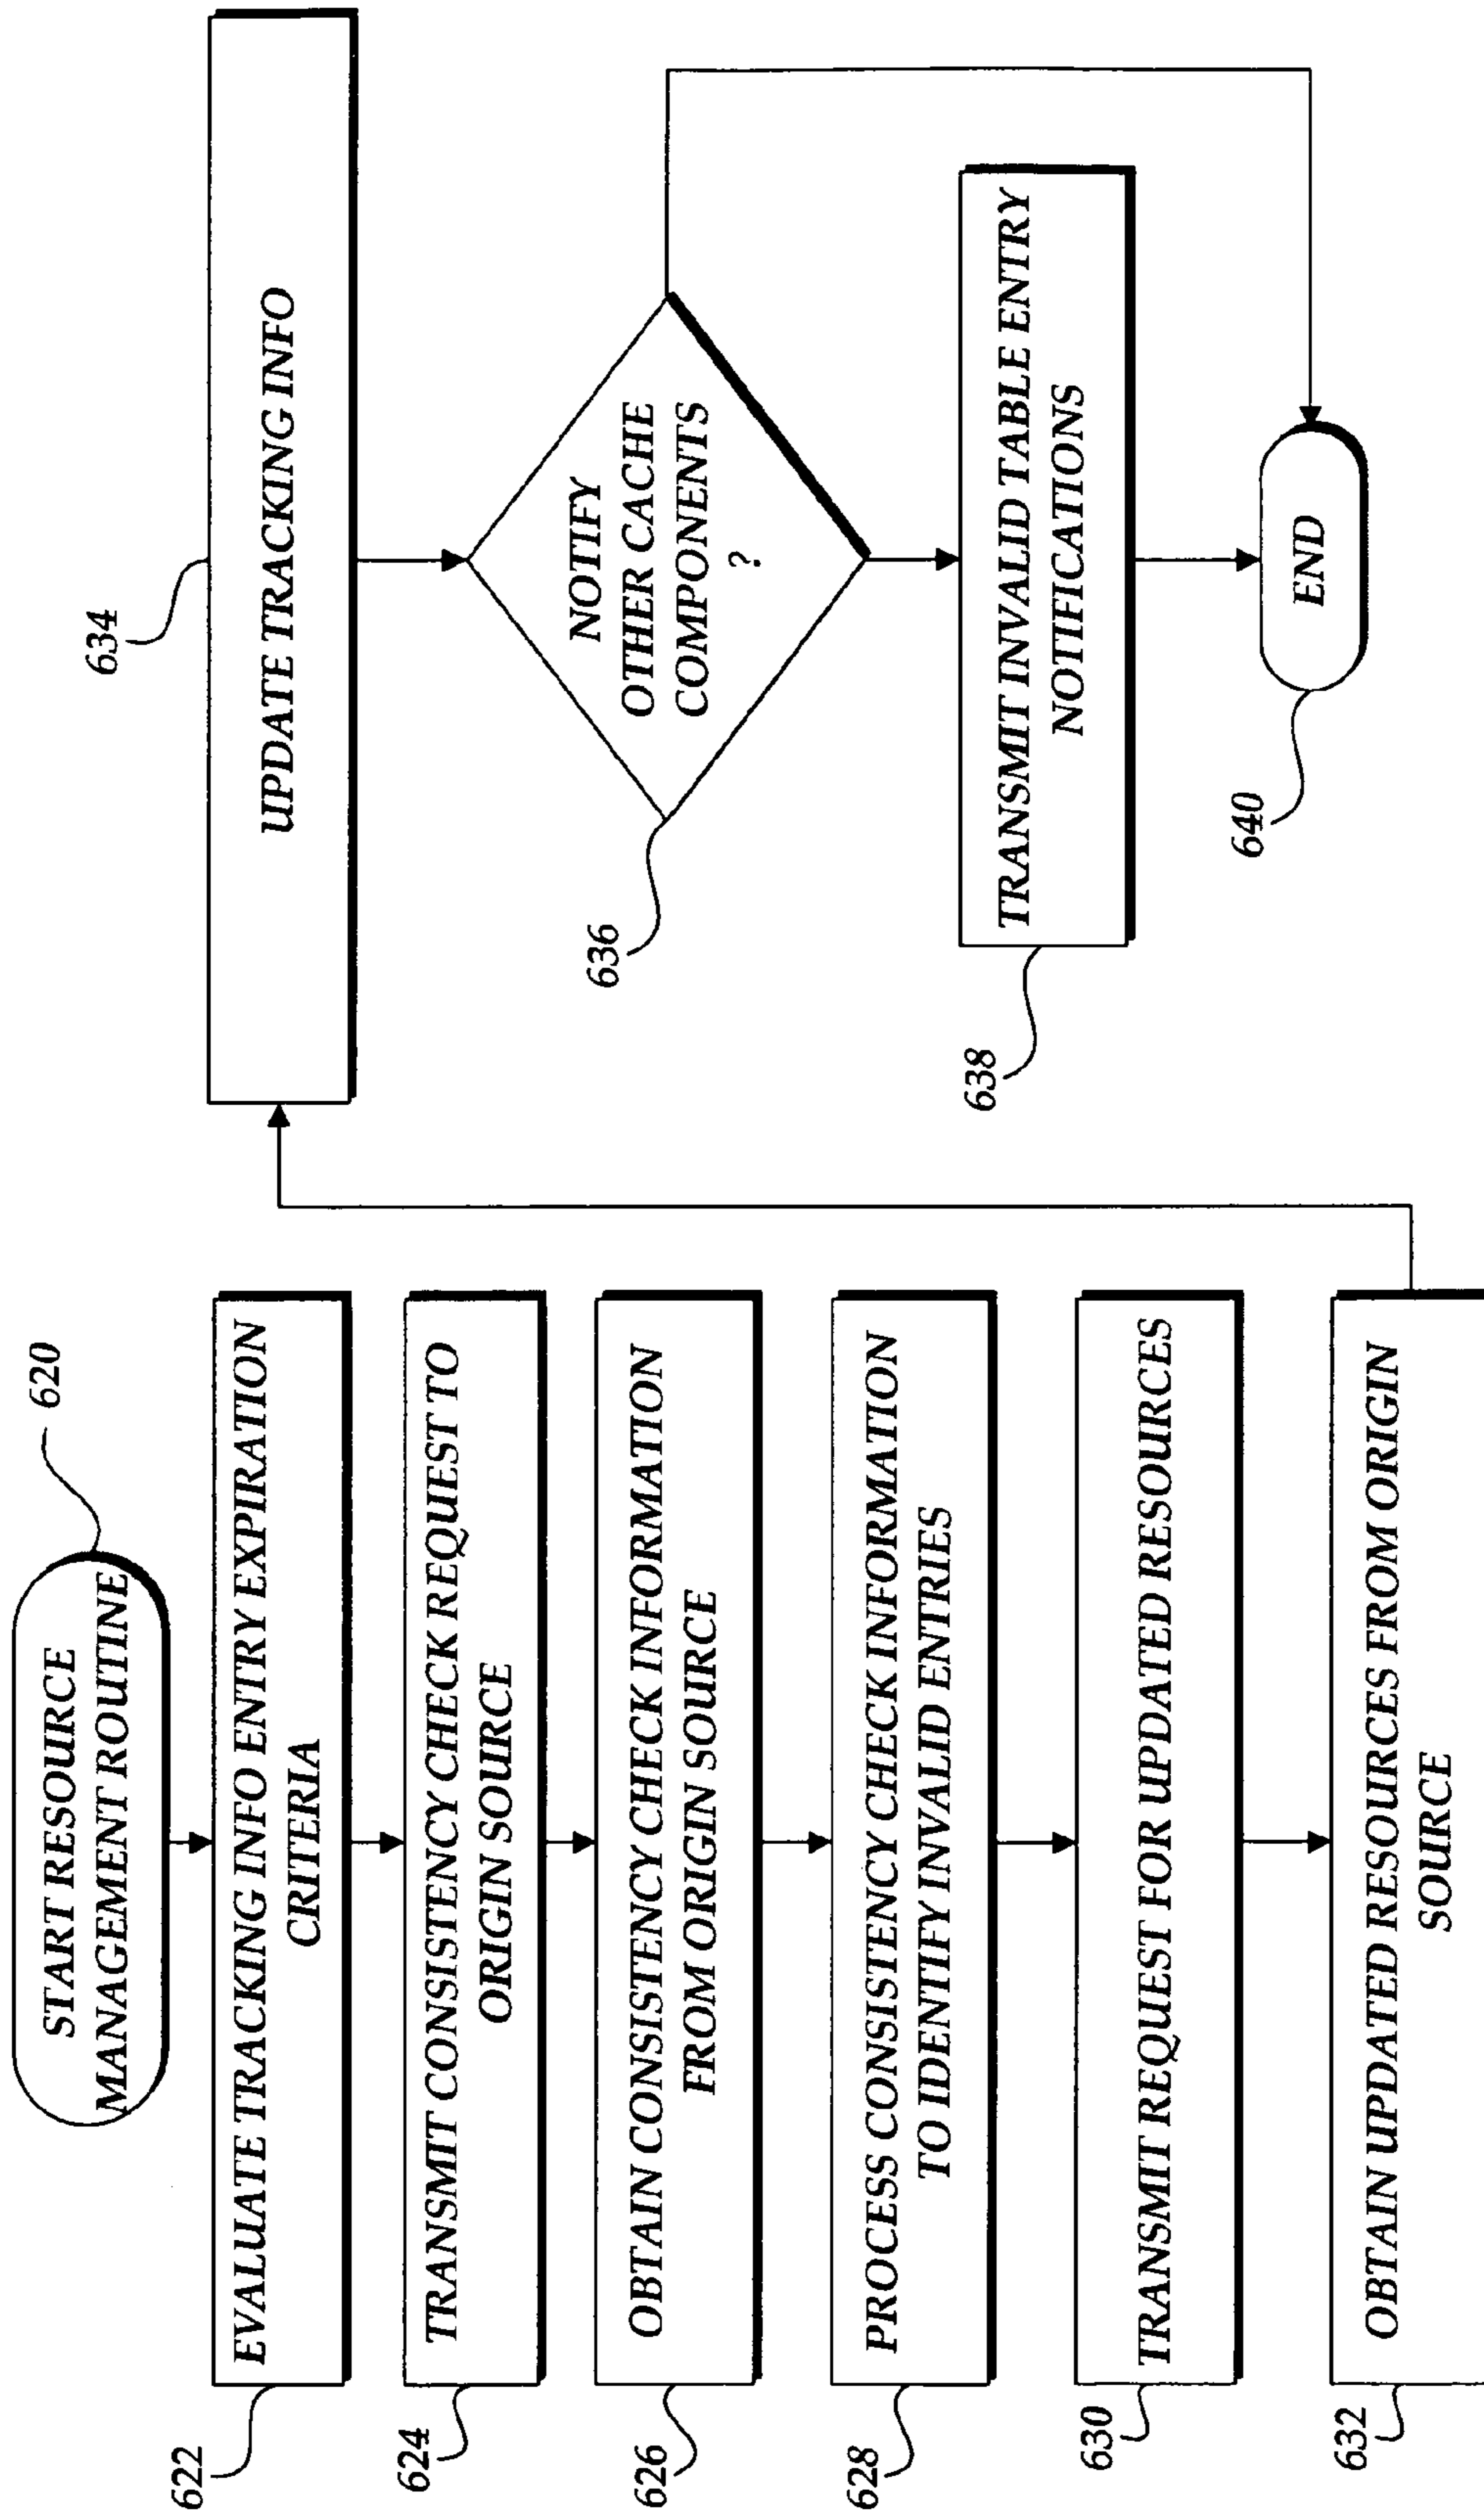 START RESOURCE
MANAGEMENT ROUTINE
620
EVALUATE TRACKING INFO ENTRY EXPIRATION
CRITERIA
622
TRANSMIT CONSISTENCY CHECK REQUEST TO
ORIGIN SOURCE
624
OBTAIN CONSISTENCY CHECK INFORMATION
FROM ORIGIN SOURCE
626
PROCESS CONSISTENCY CHECK INFORMATION
TO IDENTIFY INVALID ENTRIES
628
TRANSMIT REQUEST FOR UPDATED RESOURCES
630
OBTAIN UPDATED RESOURCES FROM ORIGIN
SOURCE
632
634
UPDATE TRACKING INFO
NOTIFY
OTHER CACHE
COMPONENTS
?
636
TRANSMIT INVALID TABLE ENTRY
NOTIFICATIONS
638
END
640